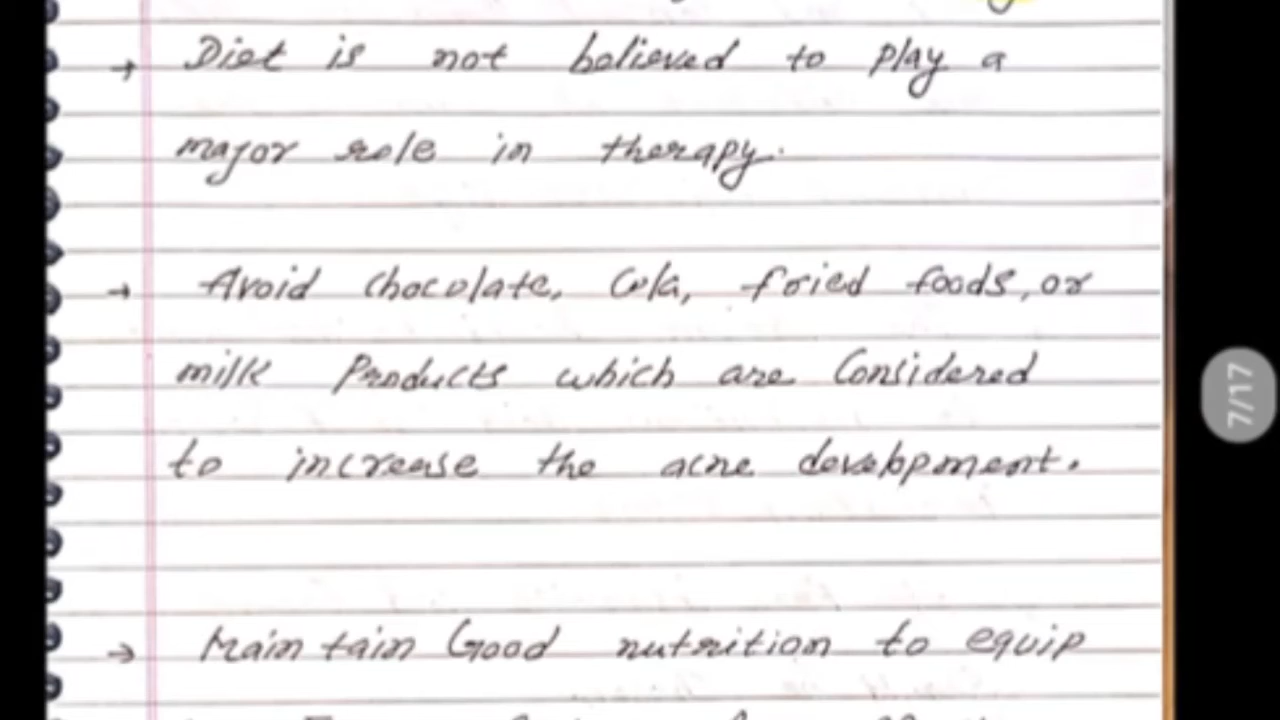 → Diet is not believed to play a
major role in therapy.
→ Avoid chocolate, Cola, fried foods, or
milk Products which are Considered
to increase the acne development.
→ Maintain Good nutrition to equip
7/17